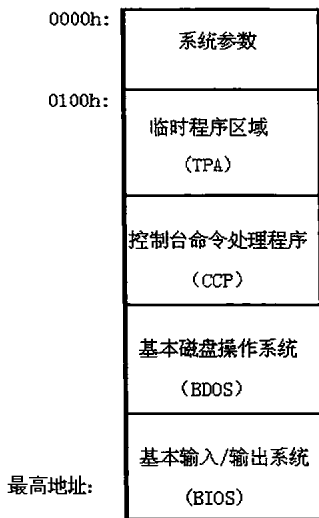 0000h:
系统参数
0100h:
临时程序区域
(TPA)
控制台命令处理程序
(CCP)
基本磁盘操作系统
(BDOS)
基本输入/输出系统
最高地址:
(BIOS)